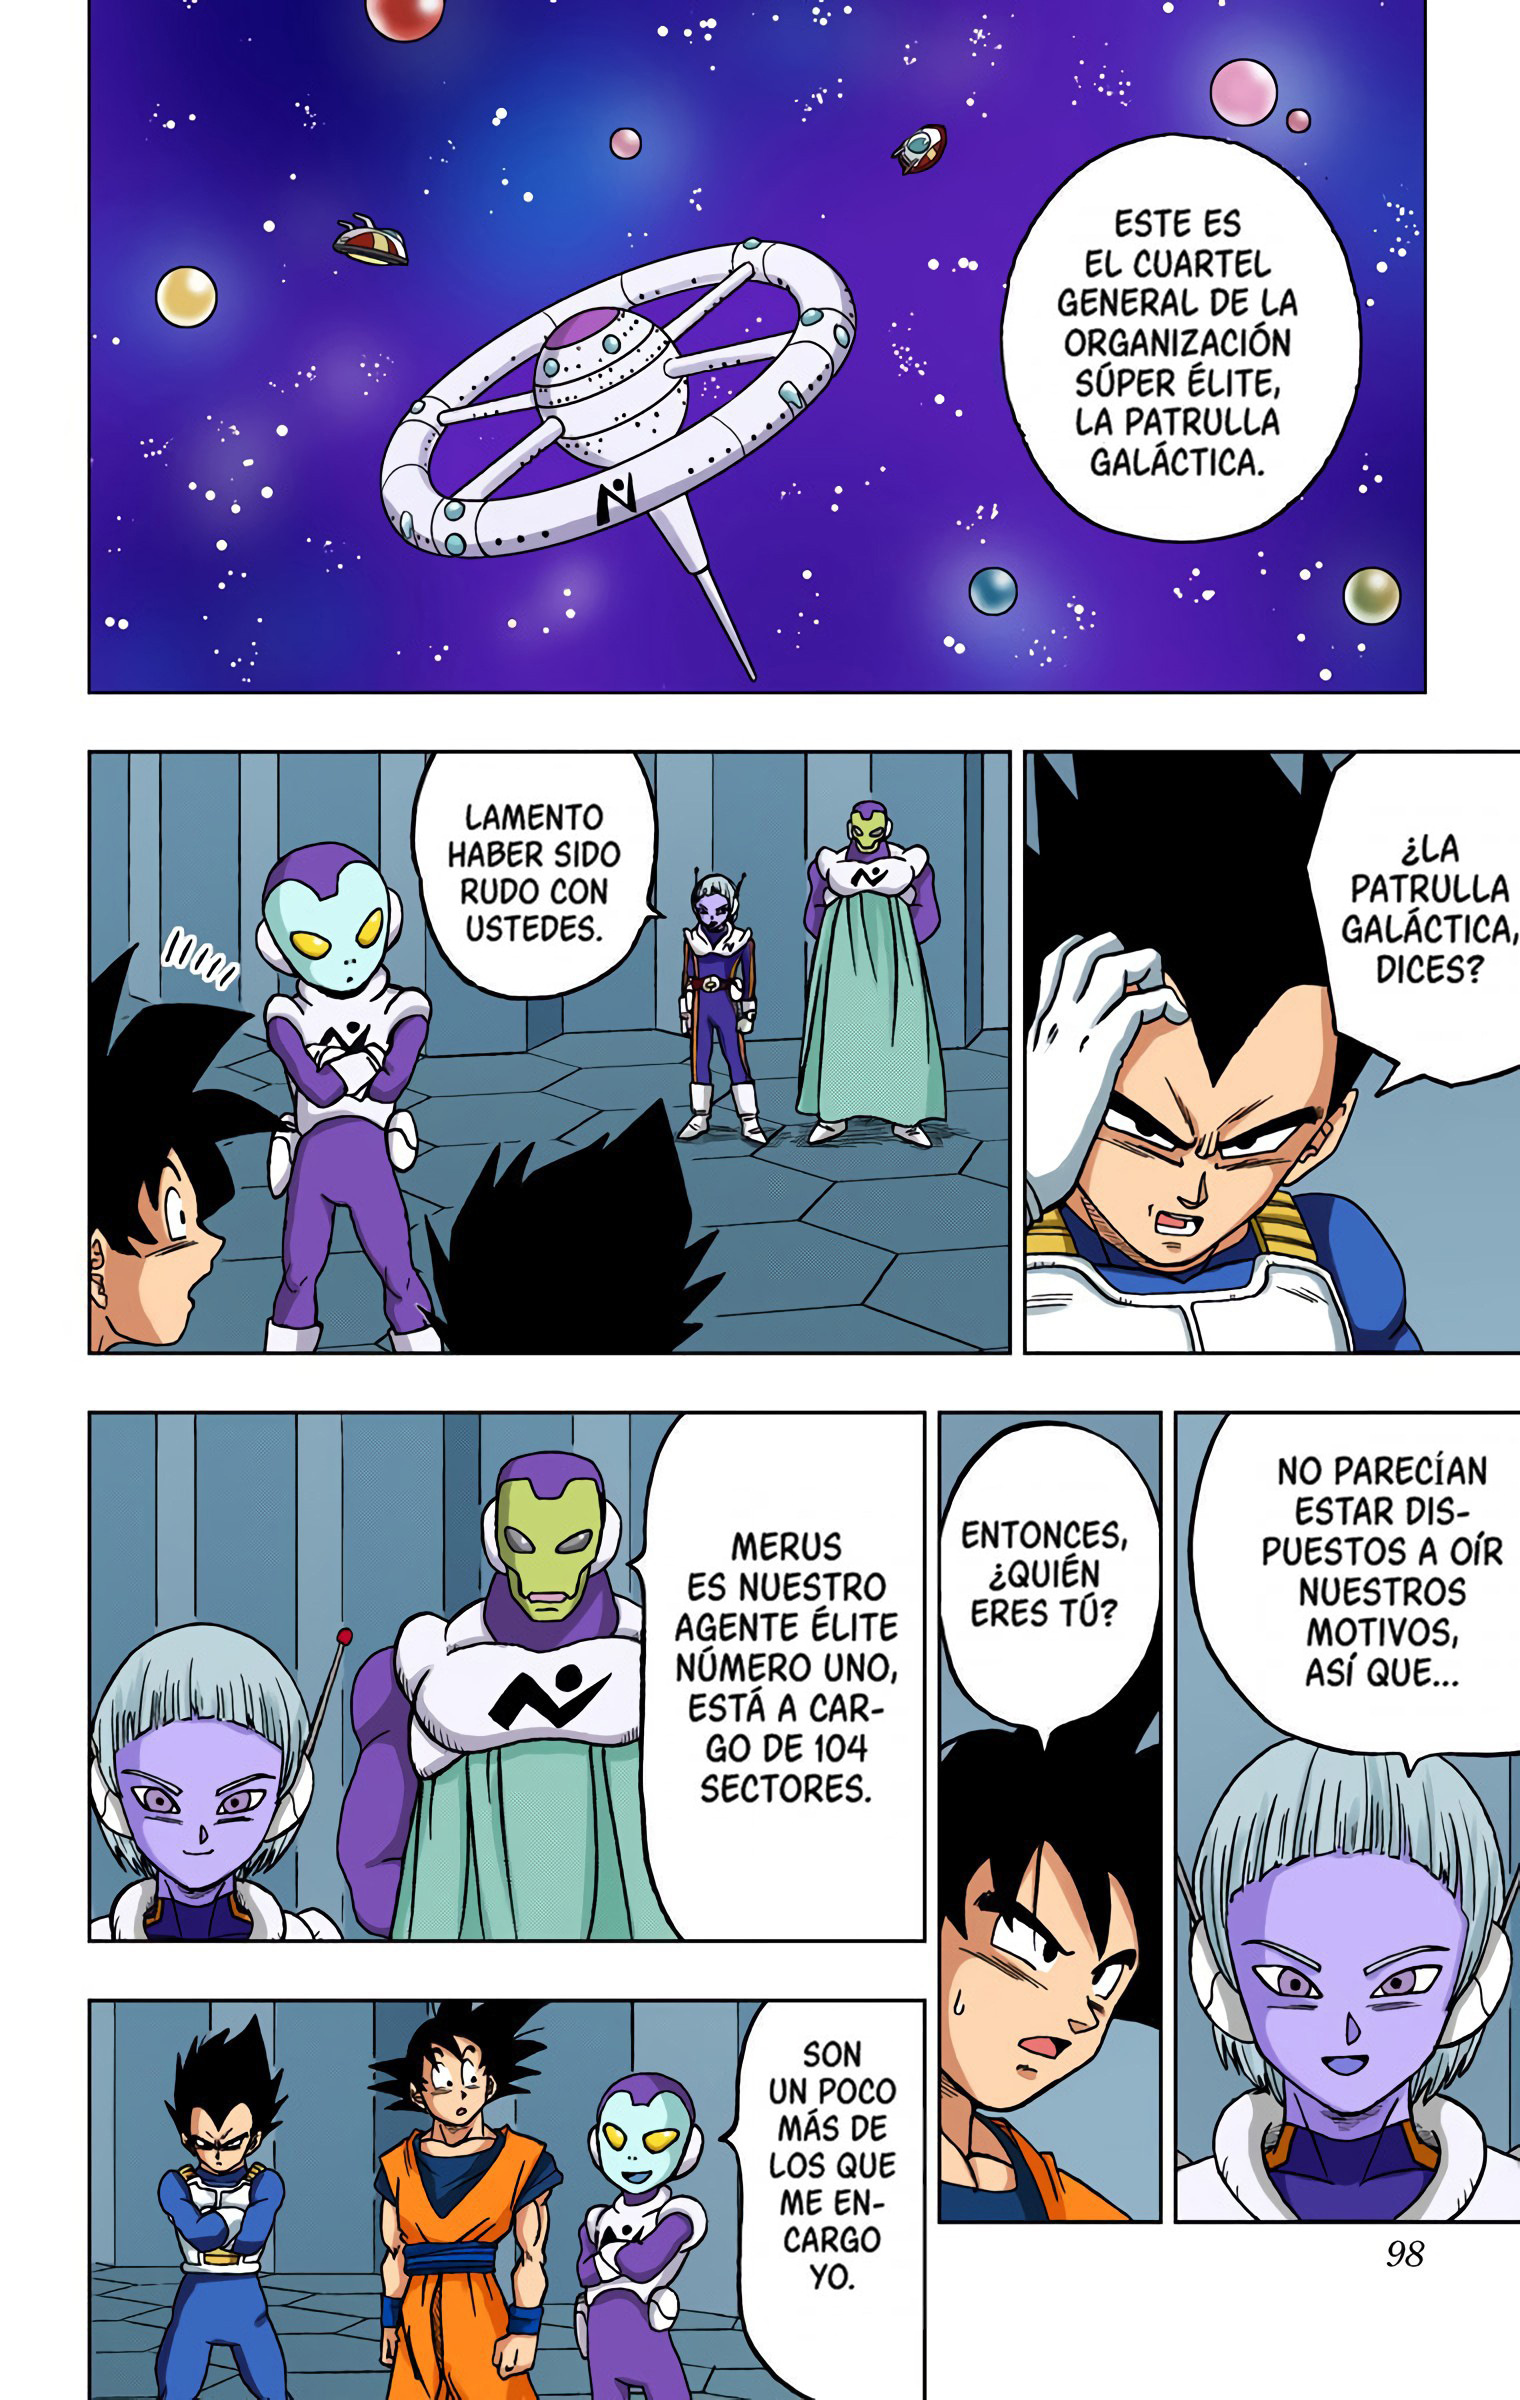 ESTE ES
EL CUARTEL
GENERAL DE LA
ORGANIZACIÓN
SÚPER ÉLITE,
LA PATRULLA
GALÁCTICA.
¿LA
PATRULLA
GALÁCTICA,
DICES?
LAMENTO
HABER SIDO
RUDO CON
USTEDES.
NO PARECÍAN
ESTAR DIS-
PUESTOS A OÍR
NUESTROS
MOTIVOS,
ASÍ QUE...
ENTONCES,
¿QUIÉN
ERES TÚ?
MERUS
ES NUESTRO
AGENTE ÉLITE
NÚMERO UNO,
ESTÁ A CAR-
GO DE 104
SECTORES.
SON
UN POCO
MÁS DE
LOS QUE
ME EN-
CARGO
YO.
98